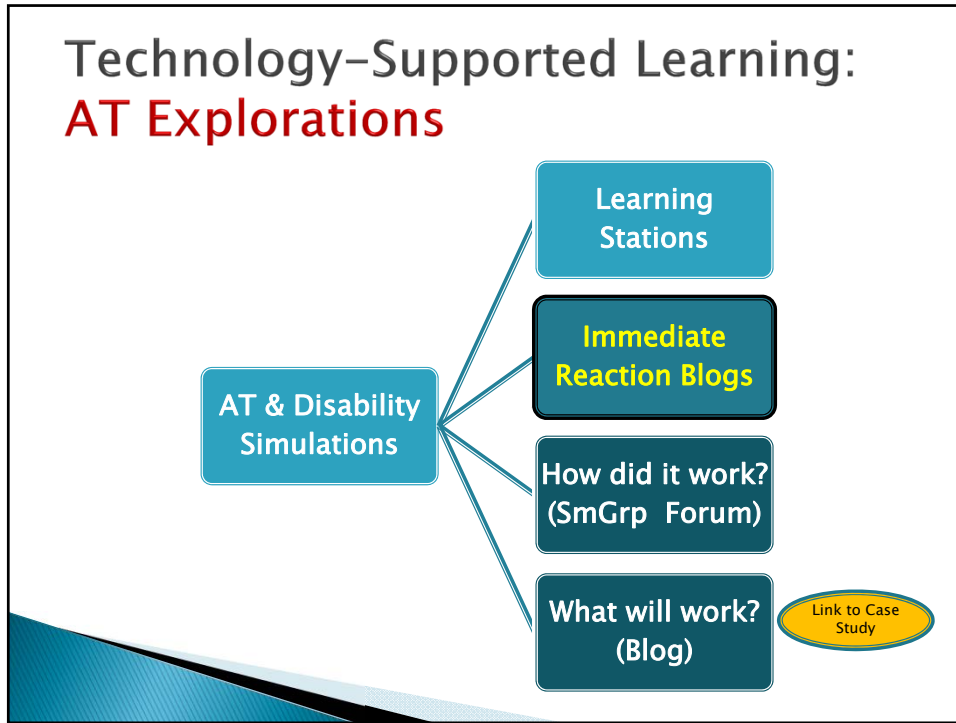 Technology-Supported Learning:
AT Explorations
Learning
Stations
Immediate
Reaction Blogs
AT & Disability
Simulations
How did it work?
(SmGrp Forum)
What will work?
(Blog)
Link to Case
Study